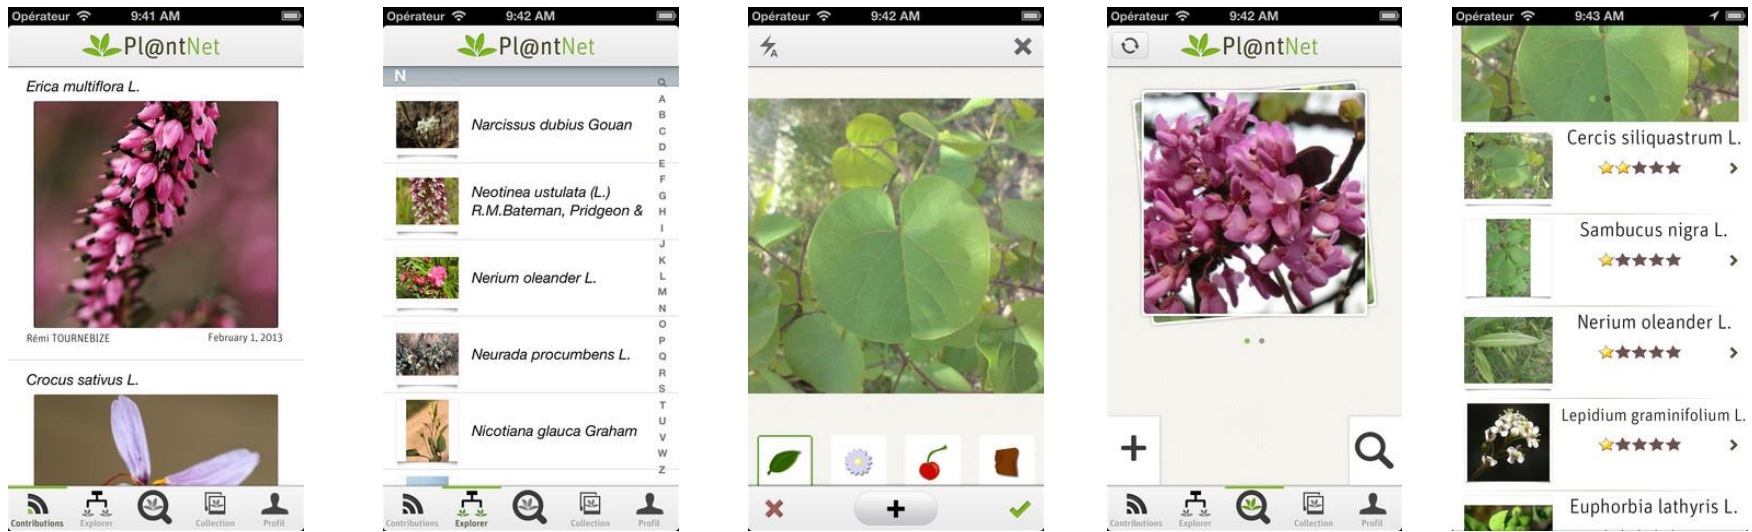 Opérateur 9:41 AM
Pl@ntNet
Erica multiflora L.
Rémi TOURNEBIZE February 1, 2013
Crocus sativus L.
Contributions Explorer Collection Profil
Opérateur 9:42 AM
Pl@ntNet
N
Narcissus dubius Gouan
Neotinea ustulata (L.)
R.M.Bateman, Pridgeon &
Nerium oleander L.
Neurada procumbens L.
Nicotiana glauca Graham
A
B
C
D
E
F
G
H
I
J
K
L
M
N
O
P
Q
R
S
T
U
V
W
Z
Contributions Explorer Collection Profil
Opérateur 9:42 AM
A
Opérateur 9:42 AM
Pl@ntNet
Contributions Explorer Collection Profil
Opérateur 9:43 AM
Cercis siliquastrum L.
Sambucus nigra L.
Nerium oleander L.
Lepidium graminifolium L.
Euphorbia lathyris L.